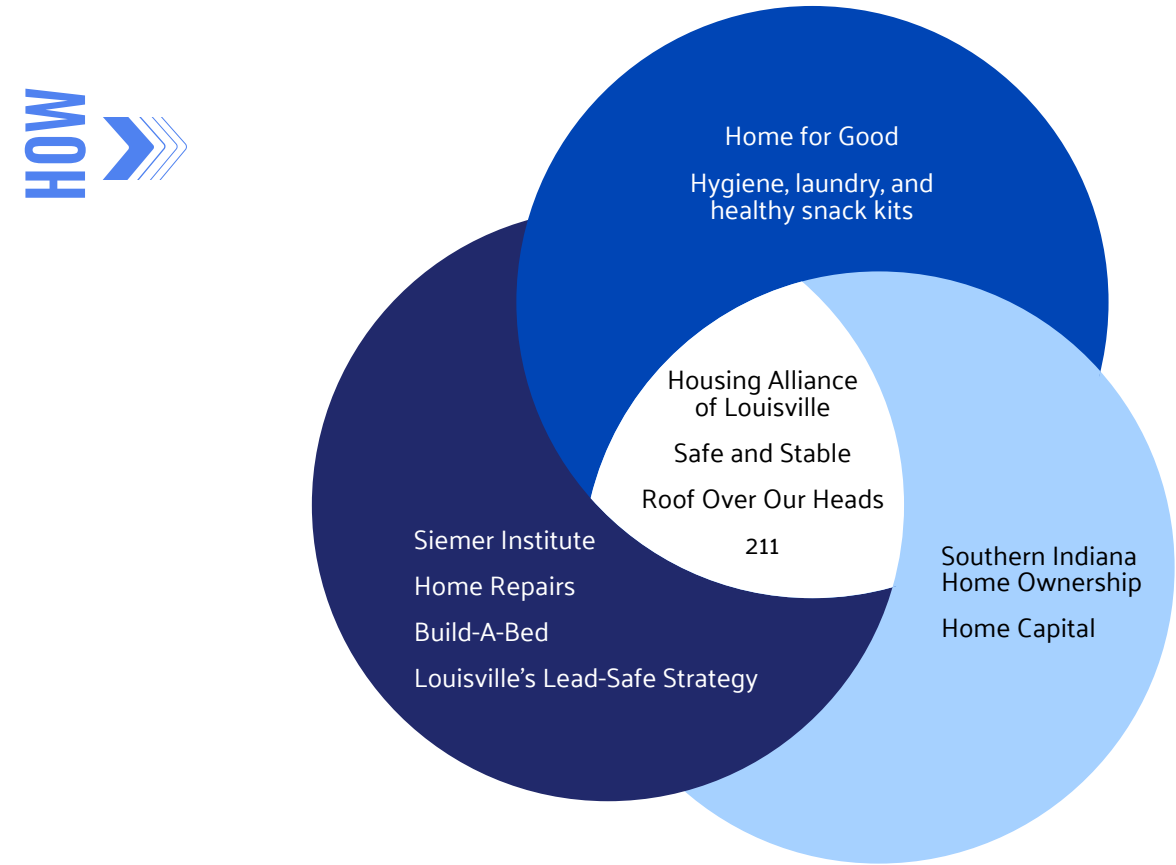 HOW
Home for Good
Hygiene, laundry, and
healthy snack kits
Housing Alliance
of Louisville
Safe and Stable
Roof Over Our Heads
211
Siemer Institute
Home Repairs
Build-A-Bed
Louisville’s Lead-Safe Strategy
Southern Indiana
Home Ownership
Home Capital